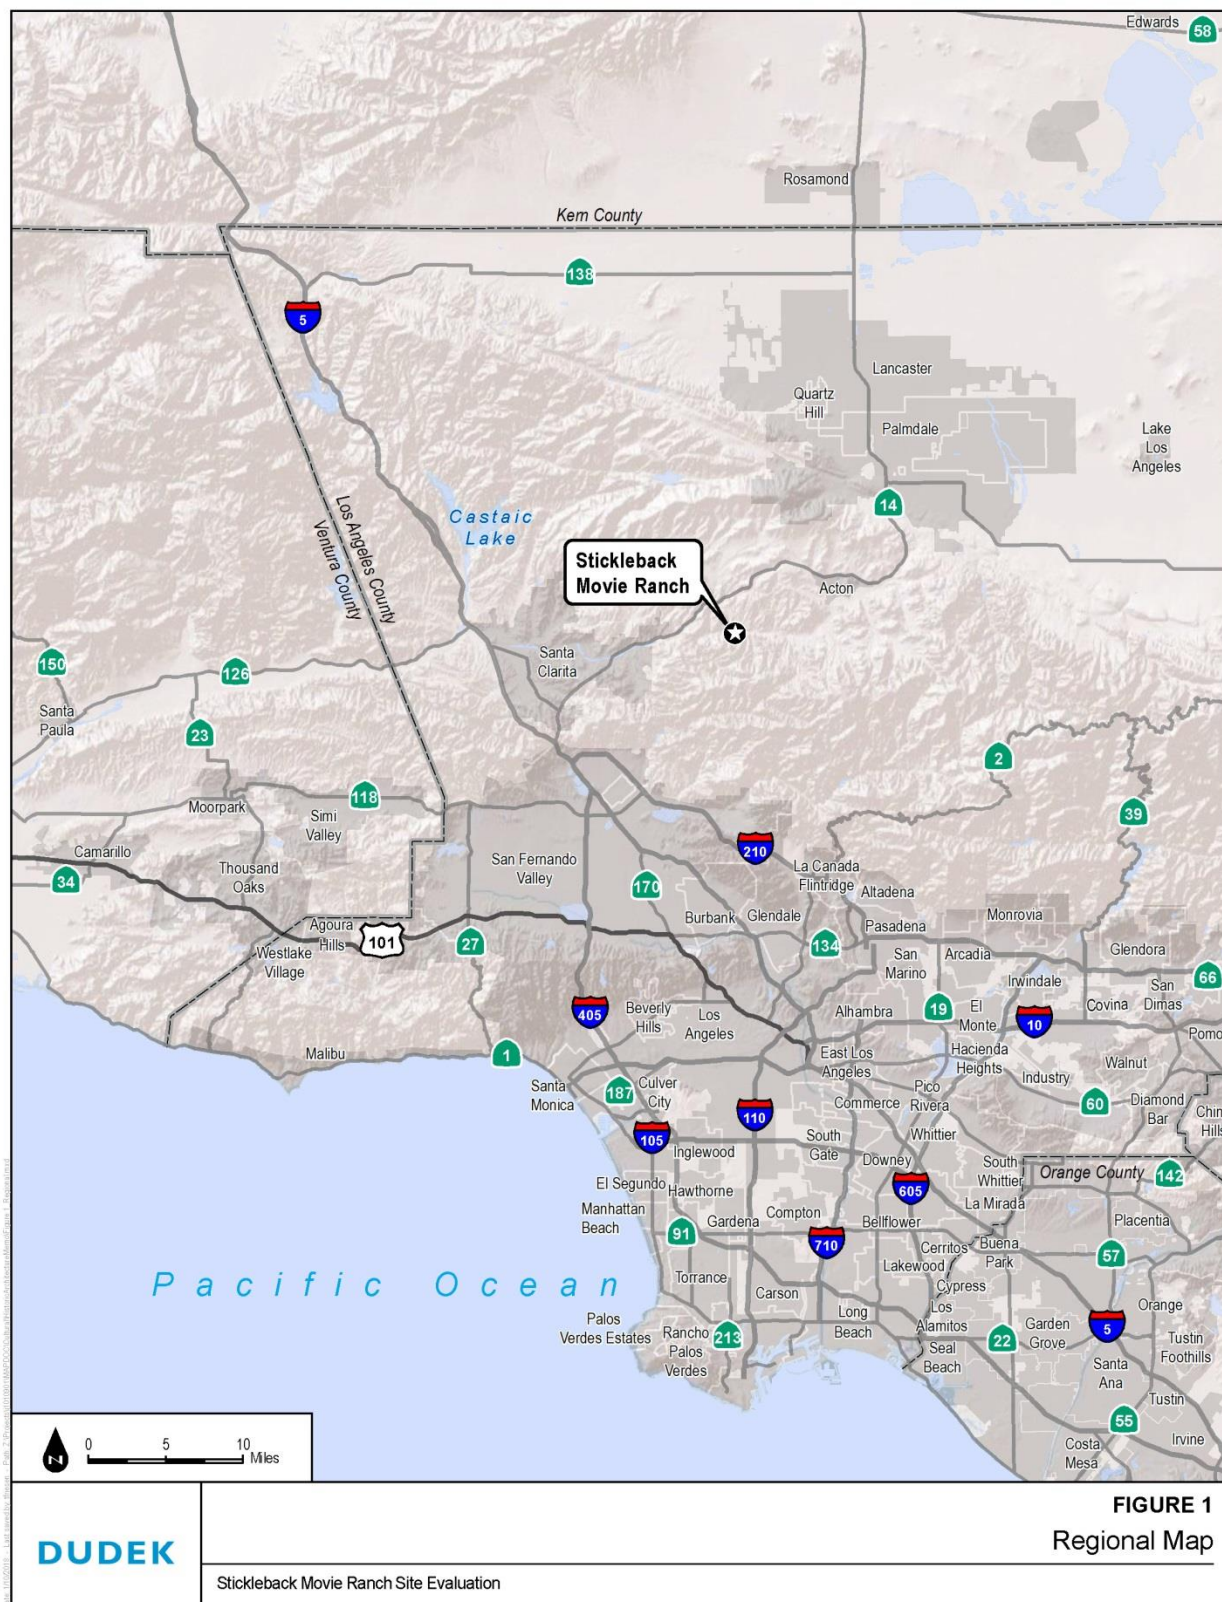 Edwards
58
Rosamond
Kern County
138
5
Lancaster
Quartz
Hill
Palmdale
Lake
Los
Angeles
14
Los Angeles County
Ventura County
Castaic
Lake
Stickleback
Movie Ranch
Acton
150
126
Santa
Clarita
Santa
Paula
23
2
118
Moorpark
Simi
Valley
39
210
Camarillo
34
Thousand
Oaks
San Fernando
Valley
170
La Canada
Flintridge
Altadena
Burbank
Glendale
Pasadena
Monrovia
Agoura
Hills
101
27
134
San
Marino
Arcadia
Glendora
Westlake
Village
Irwindale
San
Dimas
66
405
Beverly
Hills
Los
Angeles
Alhambra
19
El
Monte
10
Covina
Pomo
Malibu
1
East Los
Angeles
Hacienda
Heights
Walnut
Industry
Santa
Monica
187
Culver
City
Commerce
Pico
Rivera
60
Diamond
Bar
Chin
Hills
110
105
Inglewood
South
Gate
Whittier
Downey
South
Whittier
Orange County
142
El Segundo
Hawthorne
605
La Mirada
Manhattan
Beach
Gardena
Compton
Bellflower
Placentia
91
710
Cerritos
Buena
Park
57
Lakewood
Pacific Ocean
Torrance
Carson
Cypress
Palos
Verdes Estates
Rancho
Palos
Verdes
213
Long
Beach
Los
Alamitos
Seal
Beach
22
Garden
Grove
5
Orange
Tustin
Foothills
Santa
Ana
Tustin
55
Costa
Mesa
Irvine
N
0 5 10
Miles
FIGURE 1
Regional Map
DUDEK
Stickleback Movie Ranch Site Evaluation